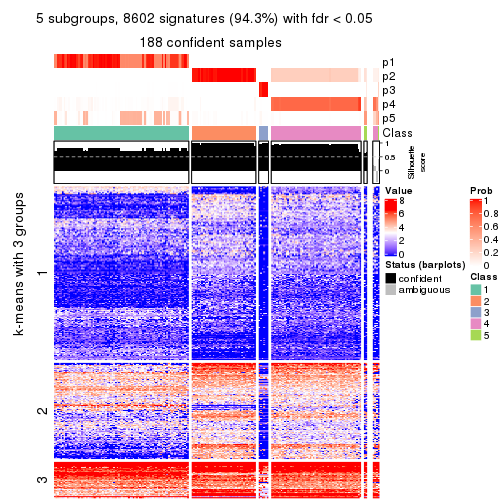 5 subgroups, 8602 signatures (94.3%) with fdr < 0.05
188 confident samples
p1
p2
p3
p4
p5
Class
1
0.5
0
Silhouette
score
k-means with 3 groups
1
2
3
Value
8
6
4
2
0
Status (barplots)
confident
ambiguous
Prob
1
0.8
0.6
0.4
0.2
0
Class
1
2
3
4
5